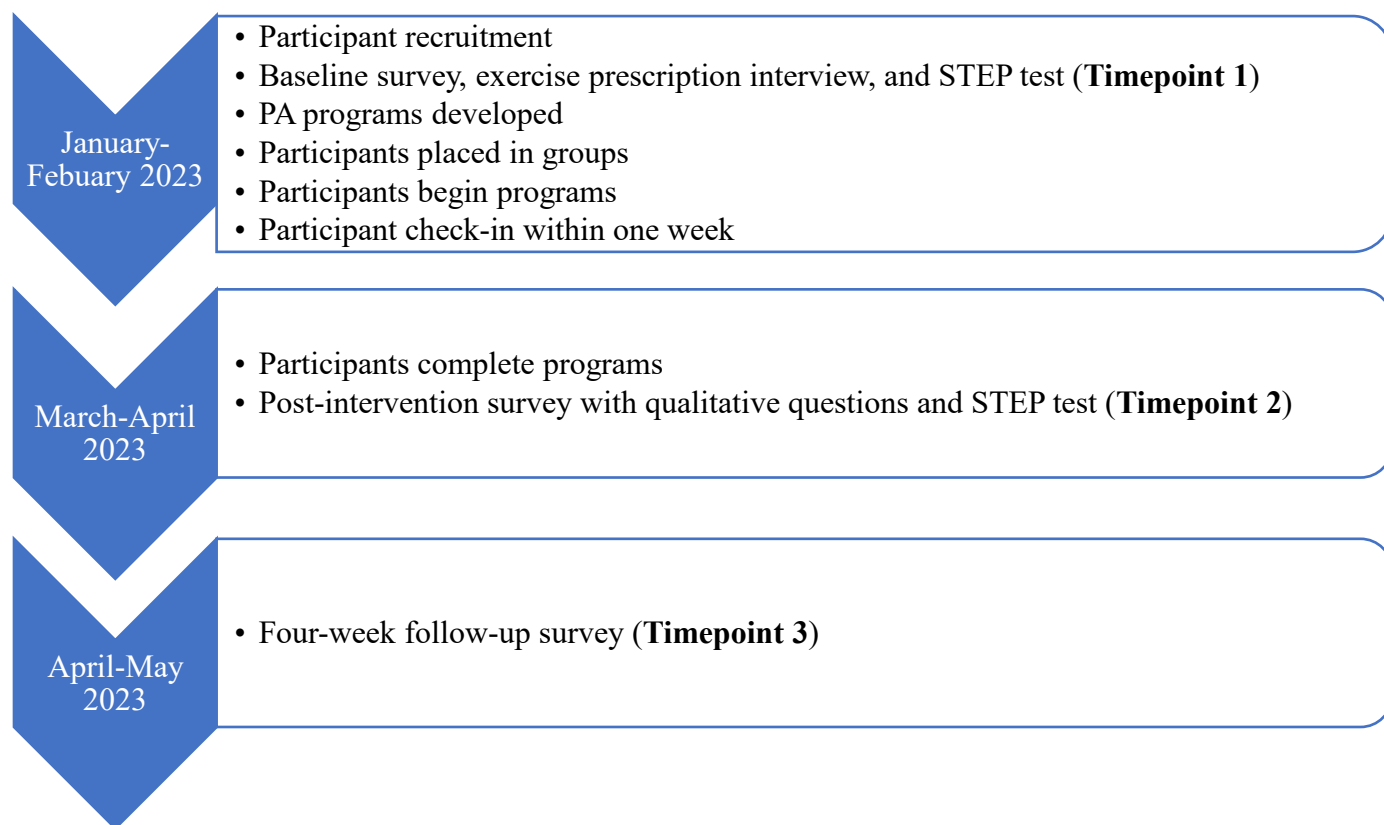 January-
Febuary 2023
• Participant recruitment
• Baseline survey, exercise prescription interview, and STEP test (Timepoint 1)
• PA programs developed
• Participants placed in groups
• Participants begin programs
• Participant check-in within one week
March-April
2023
• Participants complete programs
• Post-intervention survey with qualitative questions and STEP test (Timepoint 2)
April-May
2023
• Four-week follow-up survey (Timepoint 3)